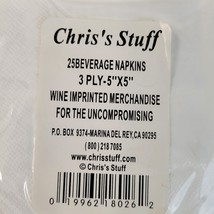 Chris's Stuff
25BEVERAGE NAPKINS
3 PLY-5"X5"
WINE IMPRINTED MERCHANDISE
FOR THE UNCOMPROMISING
P.O. BOX 9374-MARINA DEL REY,CA 90295
(800) 218 7085
www.chrisstuff.com
© Chris's Stuff
0 19962 18026 2